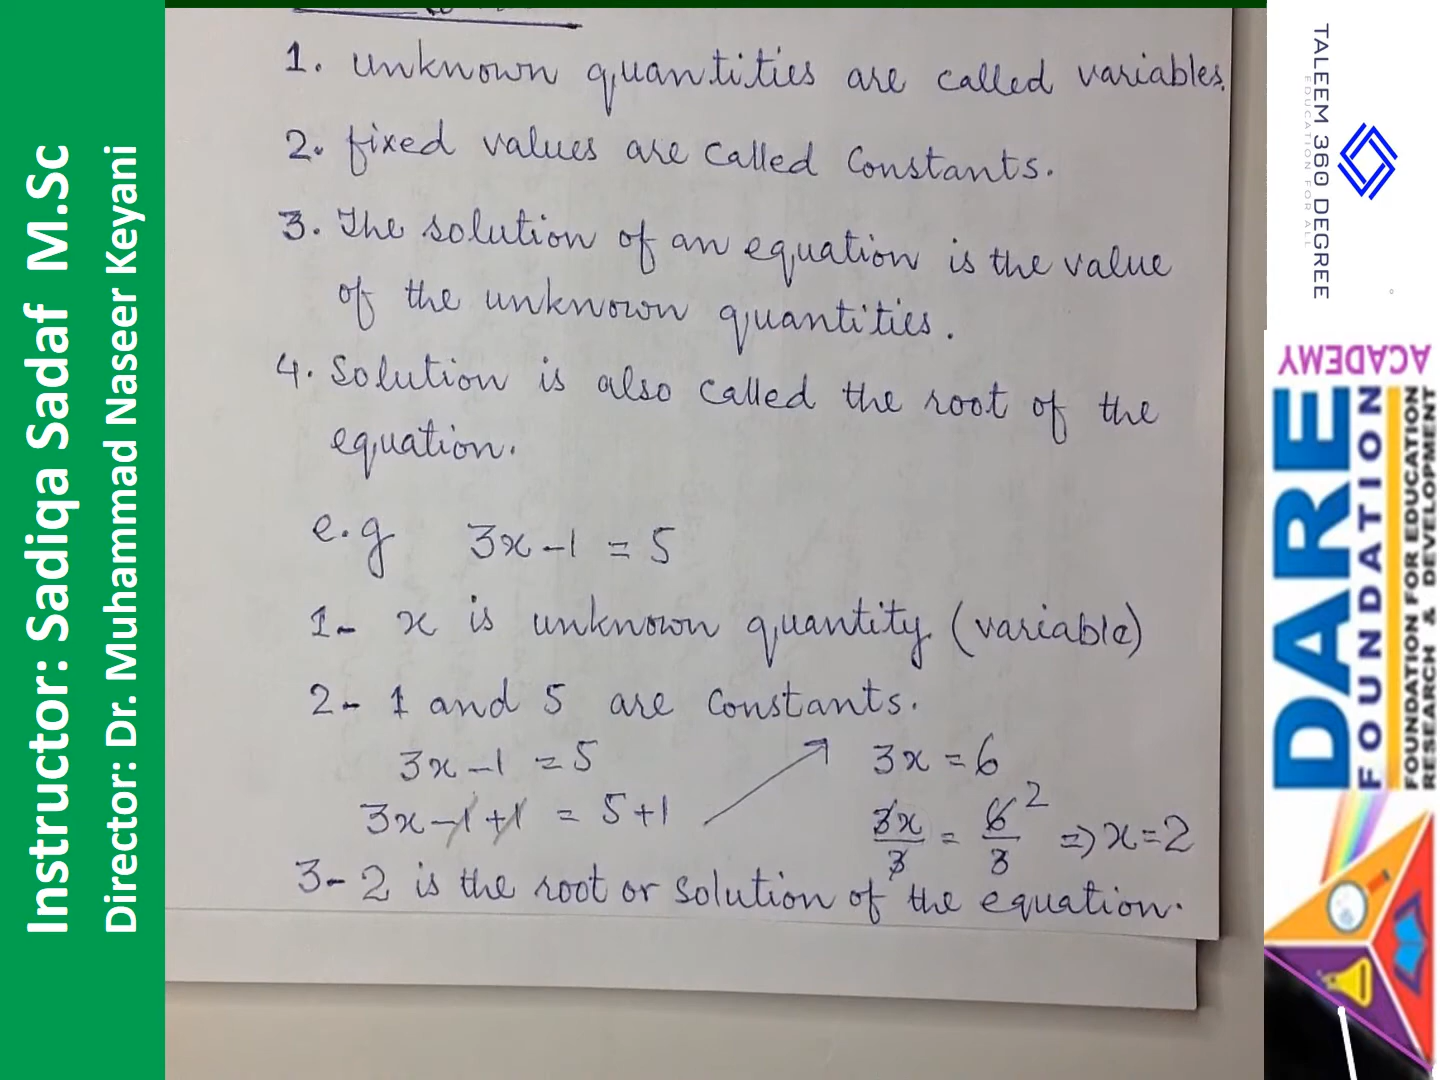 Instructor: Sadiqa Sadaf M.Sc
Director: Dr. Muhammad Naseer Keyani
1. unknown quantities are called variables.
2. fixed values are called Constants.
3. The solution of an equation is the value
of the unknown quantities.
4. Solution is also called the root of the
equation.
e.g 3x-1 = 5
1- x is unknown quantity (variable)
2- 1 and 5 are Constants.
3x-1 = 5
3x-1+1 = 5+1
3x = 6
3x/3 = 6/3 2 => x=2
3- 2 is the root or solution of the equation.
TALEEM 360 DEGREE
EDUCATION FOR ALL
ACADEMY
DARE
FOUNDATION
FOUNDATION FOR EDUCATION
RESEARCH & DEVELOPMENT